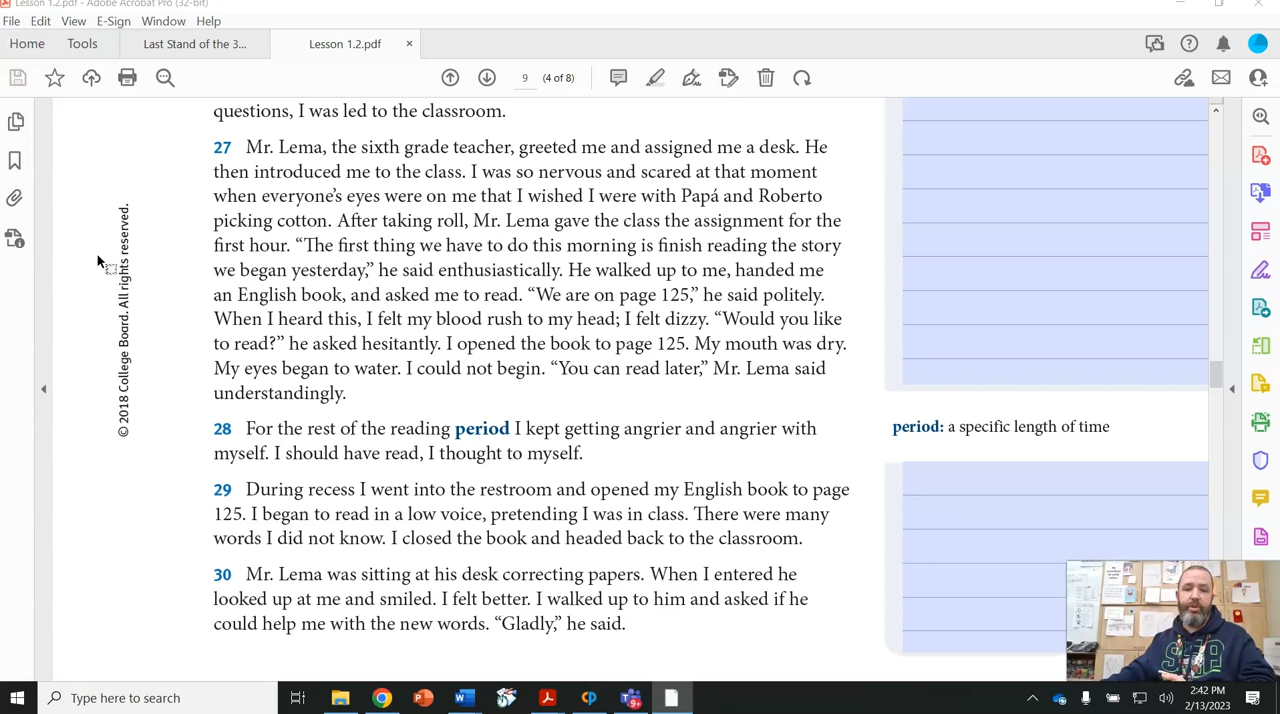 Lesson 1.2.pdf - Adobe Acrobat Pro (32-bit)
File Edit View E-Sign Window Help
Home Tools Last Stand of the 3... Lesson 1.2.pdf ×
9 (4 of 8)
questions, I was led to the classroom.
27 Mr. Lema, the sixth grade teacher, greeted me and assigned me a desk. He
then introduced me to the class. I was so nervous and scared at that moment
when everyone’s eyes were on me that I wished I were with Papá and Roberto
picking cotton. After taking roll, Mr. Lema gave the class the assignment for the
first hour. “The first thing we have to do this morning is finish reading the story
we began yesterday,” he said enthusiastically. He walked up to me, handed me
an English book, and asked me to read. “We are on page 125,” he said politely.
When I heard this, I felt my blood rush to my head; I felt dizzy. “Would you like
to read?” he asked hesitantly. I opened the book to page 125. My mouth was dry.
My eyes began to water. I could not begin. “You can read later,” Mr. Lema said
understandingly.
28 For the rest of the reading period I kept getting angrier and angrier with
myself. I should have read, I thought to myself.
period: a specific length of time
29 During recess I went into the restroom and opened my English book to page
125. I began to read in a low voice, pretending I was in class. There were many
words I did not know. I closed the book and headed back to the classroom.
30 Mr. Lema was sitting at his desk correcting papers. When I entered he
looked up at me and smiled. I felt better. I walked up to him and asked if he
could help me with the new words. “Gladly,” he said.
© 2018 College Board. All rights reserved.
Type here to search
2:42 PM
2/13/2023